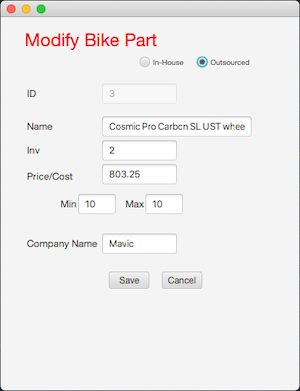 Modify Bike Part
In-House Outsourced
ID 3
Name Cosmic Pro Carbon SL UST whee
Inv 2
Price/Cost 803.25
Min 10 Max 10
Company Name Mavic
Save Cancel